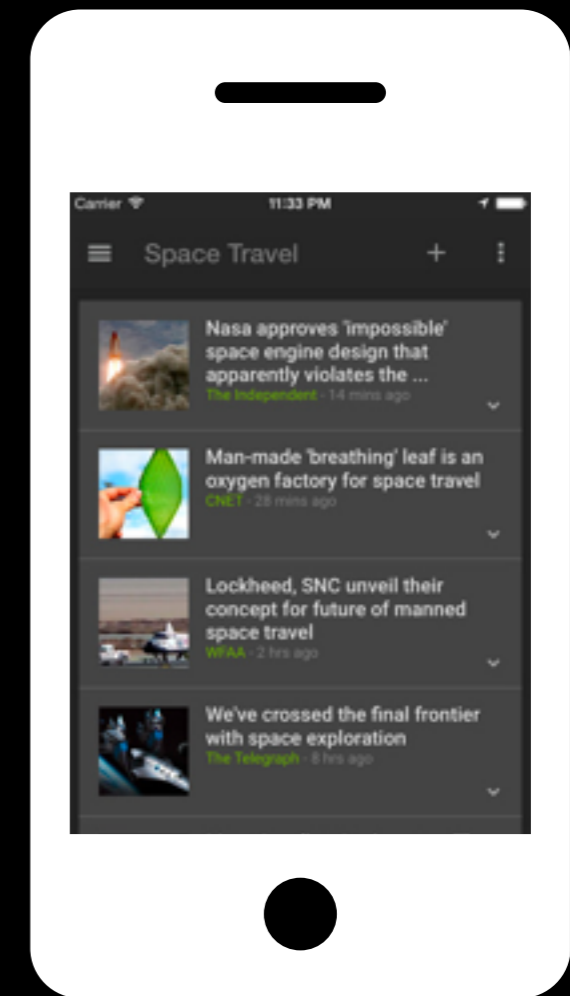 Carrier 11:33 PM
Space Travel
Nasa approves 'impossible'
space engine design that
apparently violates the ...
The Independent - 14 mins ago
Man-made 'breathing' leaf is an
oxygen factory for space travel
CNET - 28 mins ago
Lockheed, SNC unveil their
concept for future of manned
space travel
WFAA - 2 hrs ago
We've crossed the final frontier
with space exploration
The Telegraph - 8 hrs ago